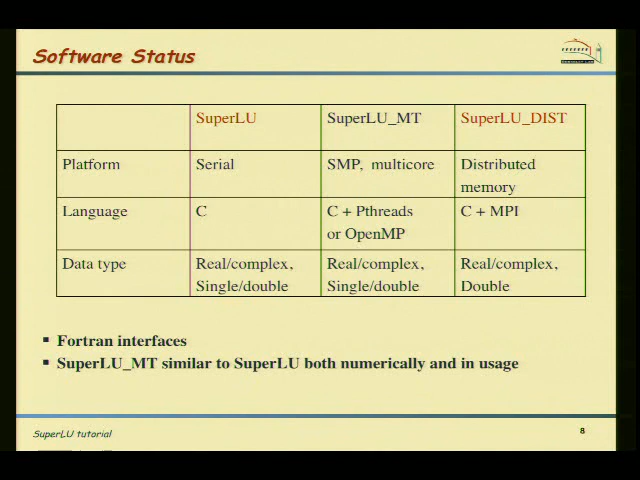 Software Status
SuperLU SuperLU_MT SuperLU_DIST
Platform Serial SMP, multicore Distributed
memory
Language C C + Pthreads C + MPI
or OpenMP
Data type Real/complex, Real/complex, Real/complex,
Single/double Single/double Double
▪ Fortran interfaces
▪ SuperLU_MT similar to SuperLU both numerically and in usage
SuperLU tutorial 8